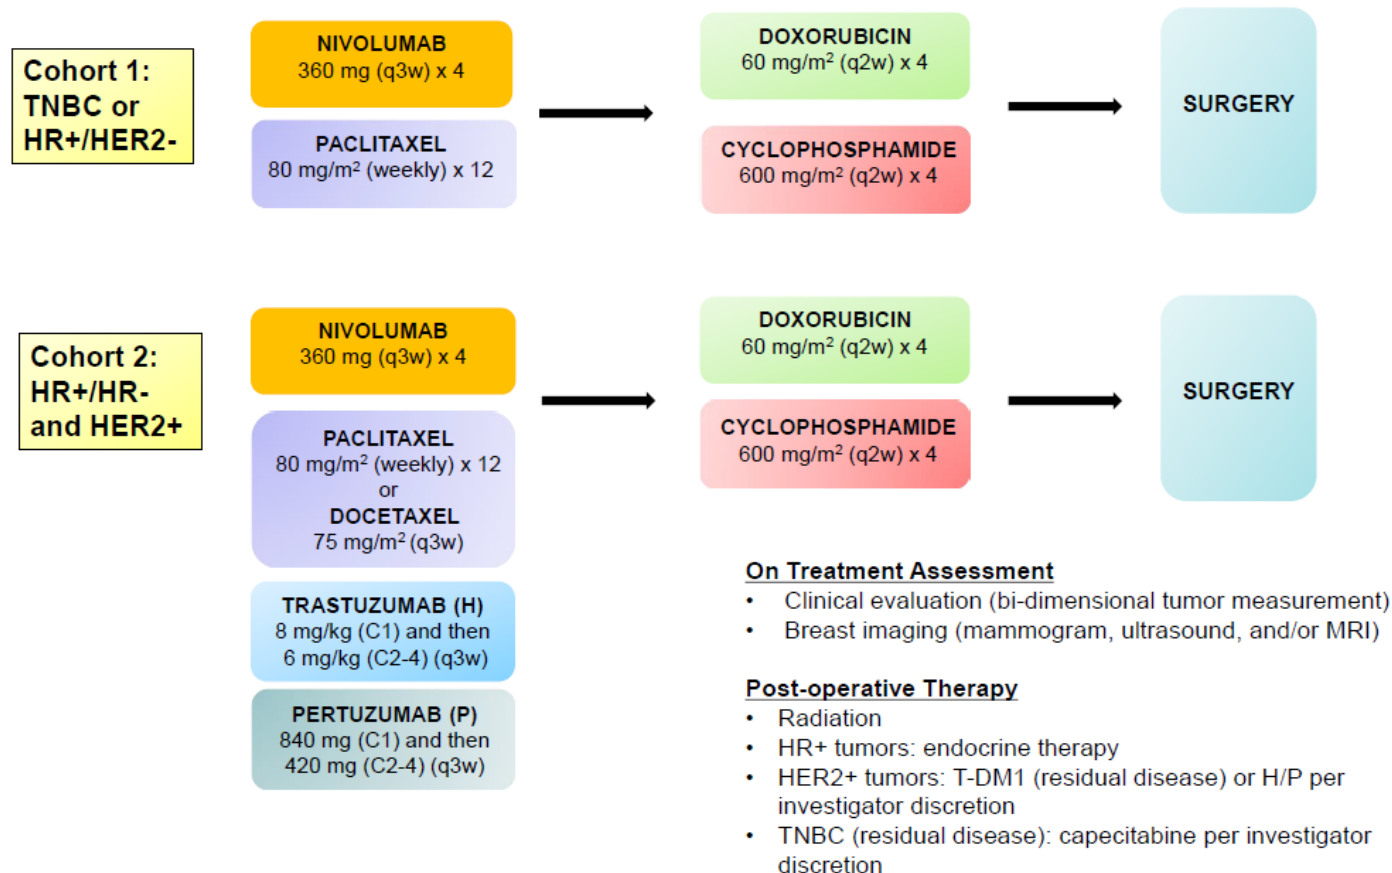 Cohort 1:
TNBC or
HR+/HER2-
NIVOLUMAB
360 mg (q3w) x 4
PACLITAXEL
80 mg/m² (weekly) x 12
DOXORUBICIN
60 mg/m² (q2w) x 4
CYCLOPHOSPHAMIDE
600 mg/m² (q2w) x 4
SURGERY
Cohort 2:
HR+/HR-
and HER2+
NIVOLUMAB
360 mg (q3w) x 4
PACLITAXEL
80 mg/m² (weekly) x 12
or
DOCETAXEL
75 mg/m² (q3w)
TRASTUZUMAB (H)
8 mg/kg (C1) and then
6 mg/kg (C2-4) (q3w)
PERTUZUMAB (P)
840 mg (C1) and then
420 mg (C2-4) (q3w)
DOXORUBICIN
60 mg/m² (q2w) x 4
CYCLOPHOSPHAMIDE
600 mg/m² (q2w) x 4
SURGERY
On Treatment Assessment
• Clinical evaluation (bi-dimensional tumor measurement)
• Breast imaging (mammogram, ultrasound, and/or MRI)
Post-operative Therapy
• Radiation
• HR+ tumors: endocrine therapy
• HER2+ tumors: T-DM1 (residual disease) or H/P per
investigator discretion
• TNBC (residual disease): capecitabine per investigator
discretion